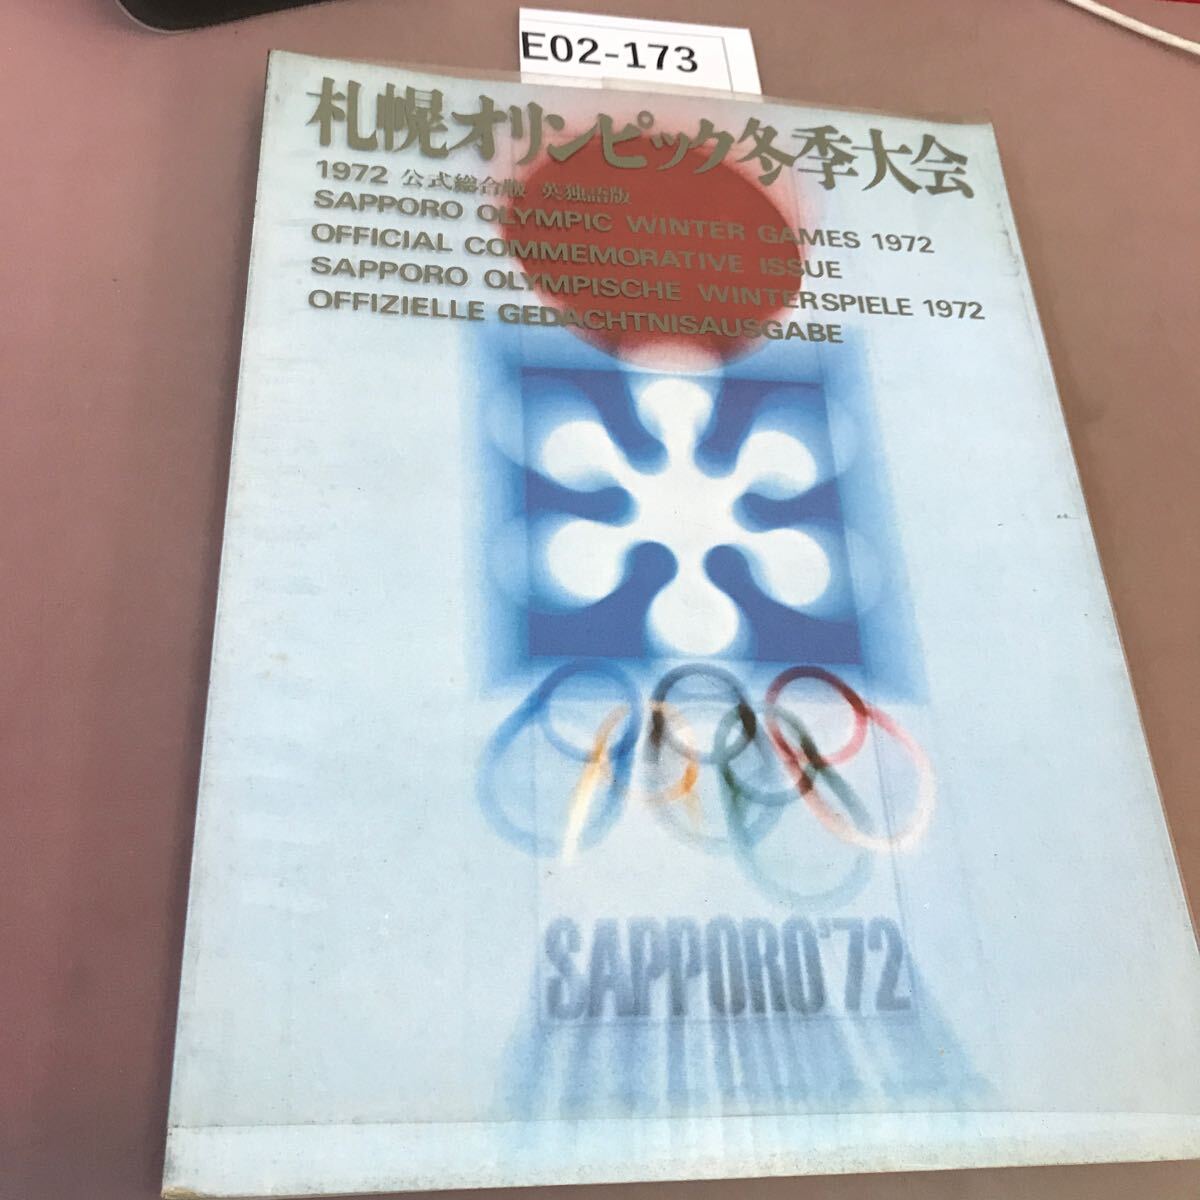 E02-173
札幌オリンピック冬季大会
1972 公式総合版 英独語版
SAPPORO OLYMPIC WINTER GAMES 1972
OFFICIAL COMMEMORATIVE ISSUE
SAPPORO OLYMPISCHE WINTERSPIELE 1972
OFFIZIELLE GEDACHTNISAUSGABE
SAPPORO'72